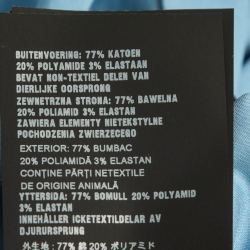 BUITENVOERING: 77% KATOEN
20% POLYAMIDE 3% ELASTAAN
BEVAT NON-TEXTIEL DELEN VAN
DIERLIJKE OORSPRONG
ZEWNETRZNA STRONA: 77% BAWELNA
20% POLIAMID 3% ELASTAN
ZAWIERA ELEMENTY NIETEKSTYLNE
POCHODZENIA ZWIERZECEGO
EXTERIOR: 77% BUMBAC
20% POLIAMIDĂ 3% ELASTAN
CONȚINE PĂRȚI NETEXTILE
DE ORIGINE ANIMALĂ
YTTERSIDA: 77% BOMULL 20% POLYAMID
3% ELASTAN
INNEHÅLLER ICKETEXTILDELAR AV
DJURURSPRUNG
外生地: 77% 綿 20% ポリアミド